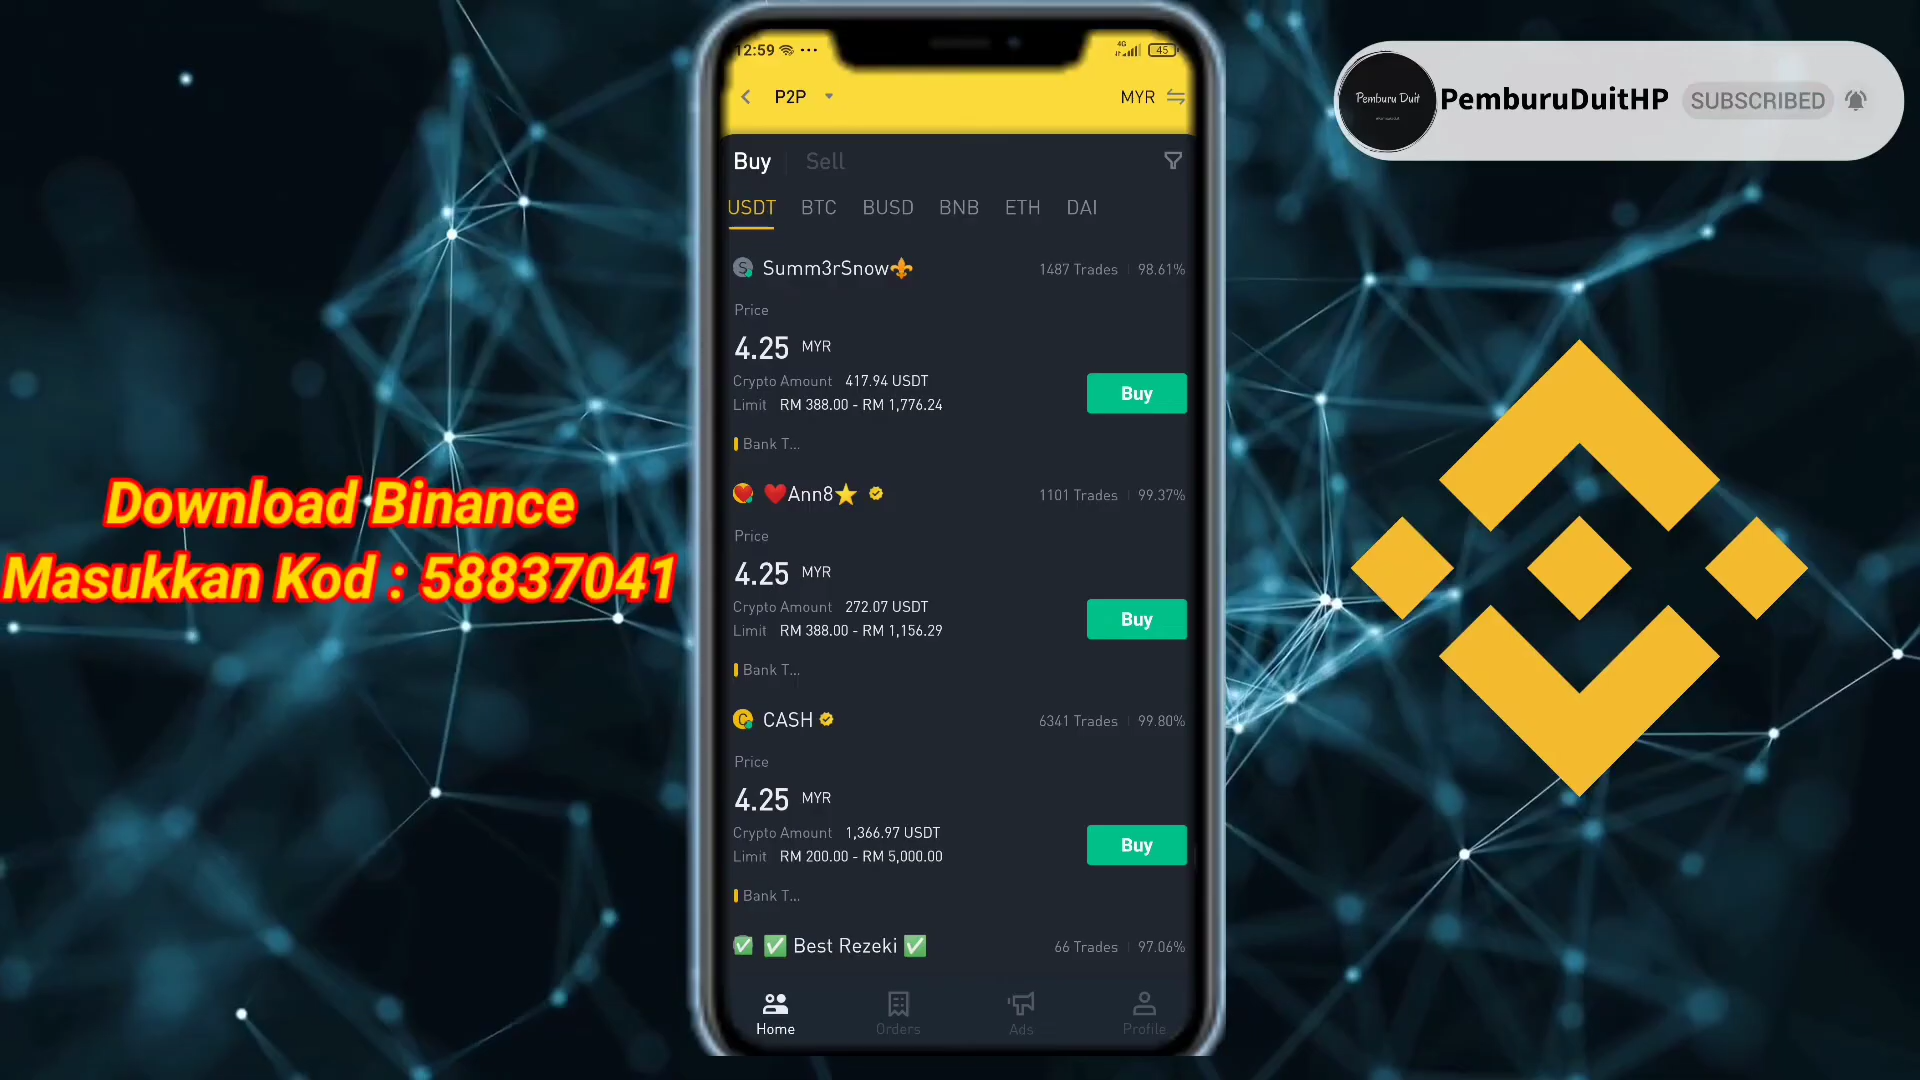 12:59
4G
45
P2P
MYR
Buy
Sell
USDT BTC BUSD BNB ETH DAI
S
Summ3rSnow⚜️
1487 Trades | 98.61%
Price
4.25 MYR
Crypto Amount 417.94 USDT
Limit RM 388.00 - RM 1,776.24
Buy
Bank T...
❤️Ann8⭐
1101 Trades | 99.37%
Price
4.25 MYR
Crypto Amount 272.07 USDT
Limit RM 388.00 - RM 1,156.29
Buy
Bank T...
C
CASH
6341 Trades | 99.80%
Price
4.25 MYR
Crypto Amount 1,366.97 USDT
Limit RM 200.00 - RM 5,000.00
Buy
Bank T...
✅ Best Rezeki ✅
66 Trades | 97.06%
Home
Orders
Ads
Profile
Download Binance
Masukkan Kod : 58837041
Pemburu Duit
PemburuDuitHP
SUBSCRIBED